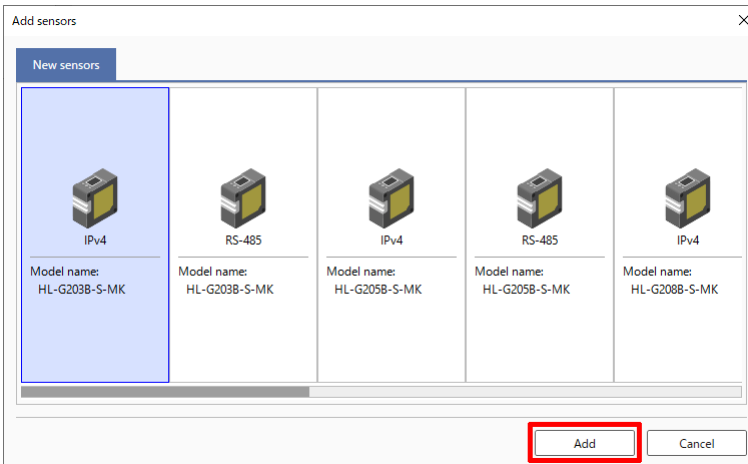 Add sensors
New sensors
IPv4
Model name:
HL-G203B-S-MK
RS-485
Model name:
HL-G203B-S-MK
IPv4
Model name:
HL-G205B-S-MK
RS-485
Model name:
HL-G205B-S-MK
IPv4
Model name:
HL-G208B-S-MK
Add
Cancel